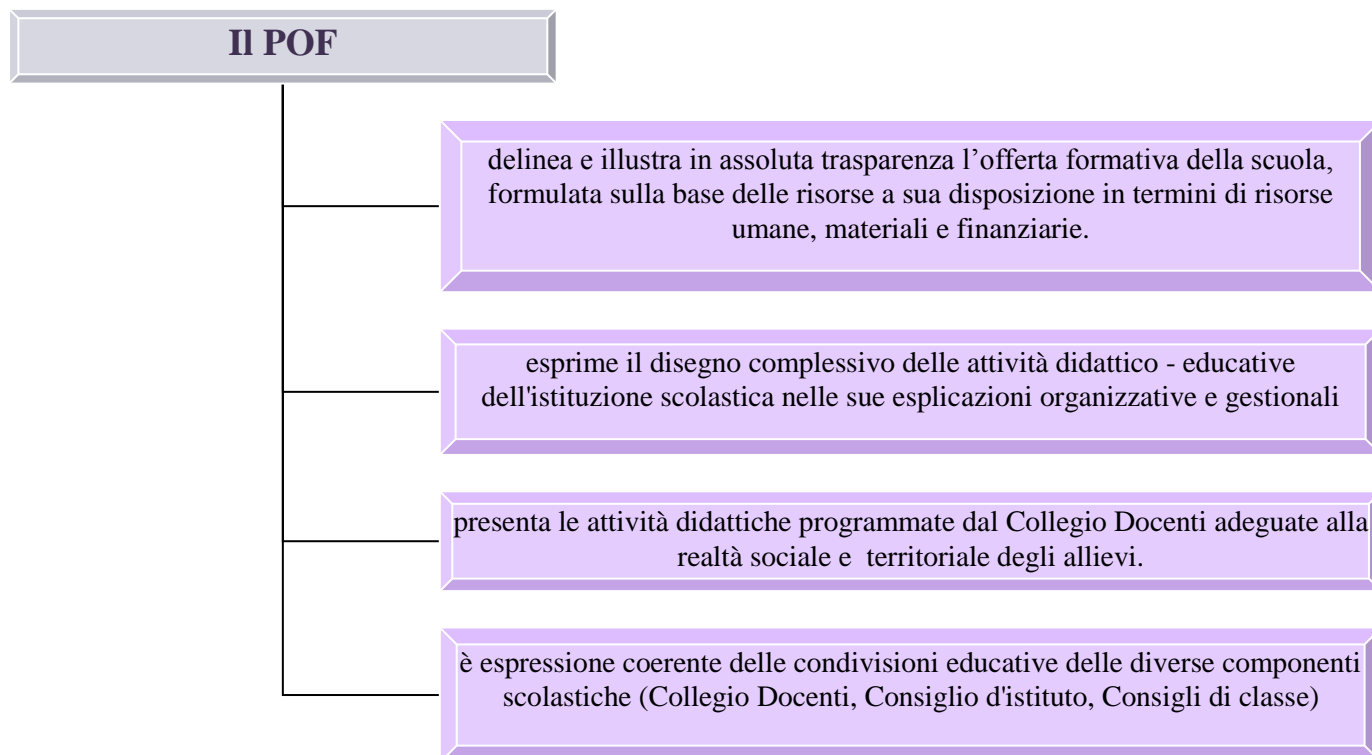 Il POF
delinea e illustra in assoluta trasparenza l’offerta formativa della scuola,
formulata sulla base delle risorse a sua disposizione in termini di risorse
umane, materiali e finanziarie.
esprime il disegno complessivo delle attività didattico - educative
dell'istituzione scolastica nelle sue esplicazioni organizzative e gestionali
presenta le attività didattiche programmate dal Collegio Docenti adeguate alla
realtà sociale e  territoriale degli allievi.
è espressione coerente delle condivisioni educative delle diverse componenti
scolastiche (Collegio Docenti, Consiglio d'istituto, Consigli di classe)